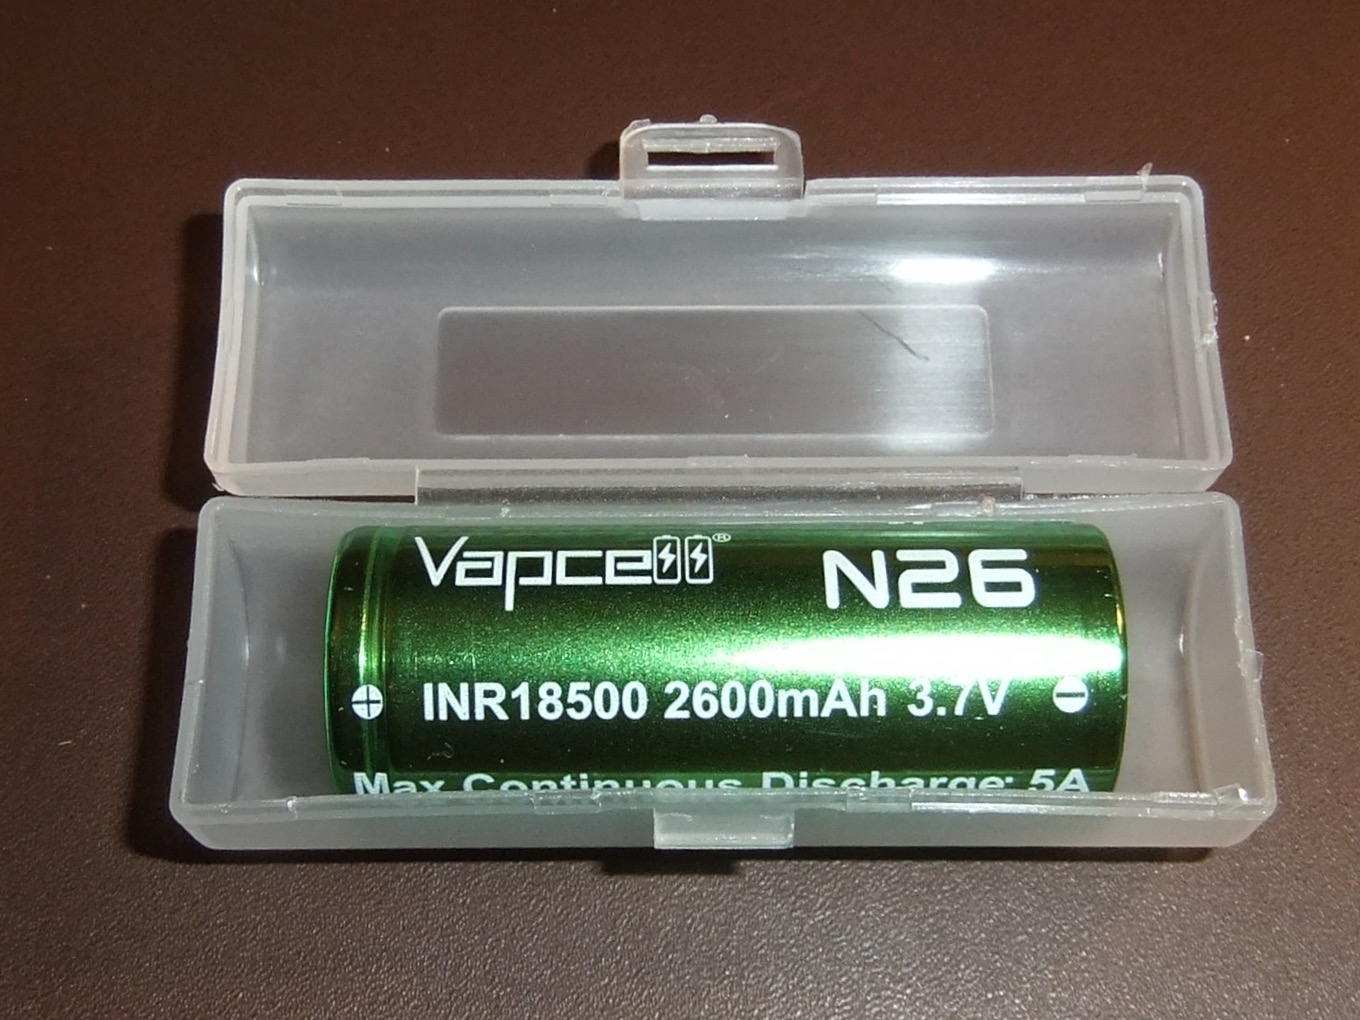 Vapcell® N26
⊕ INR18500 2600mAh 3.7V ⊖
Max Continuous Discharge: 5A